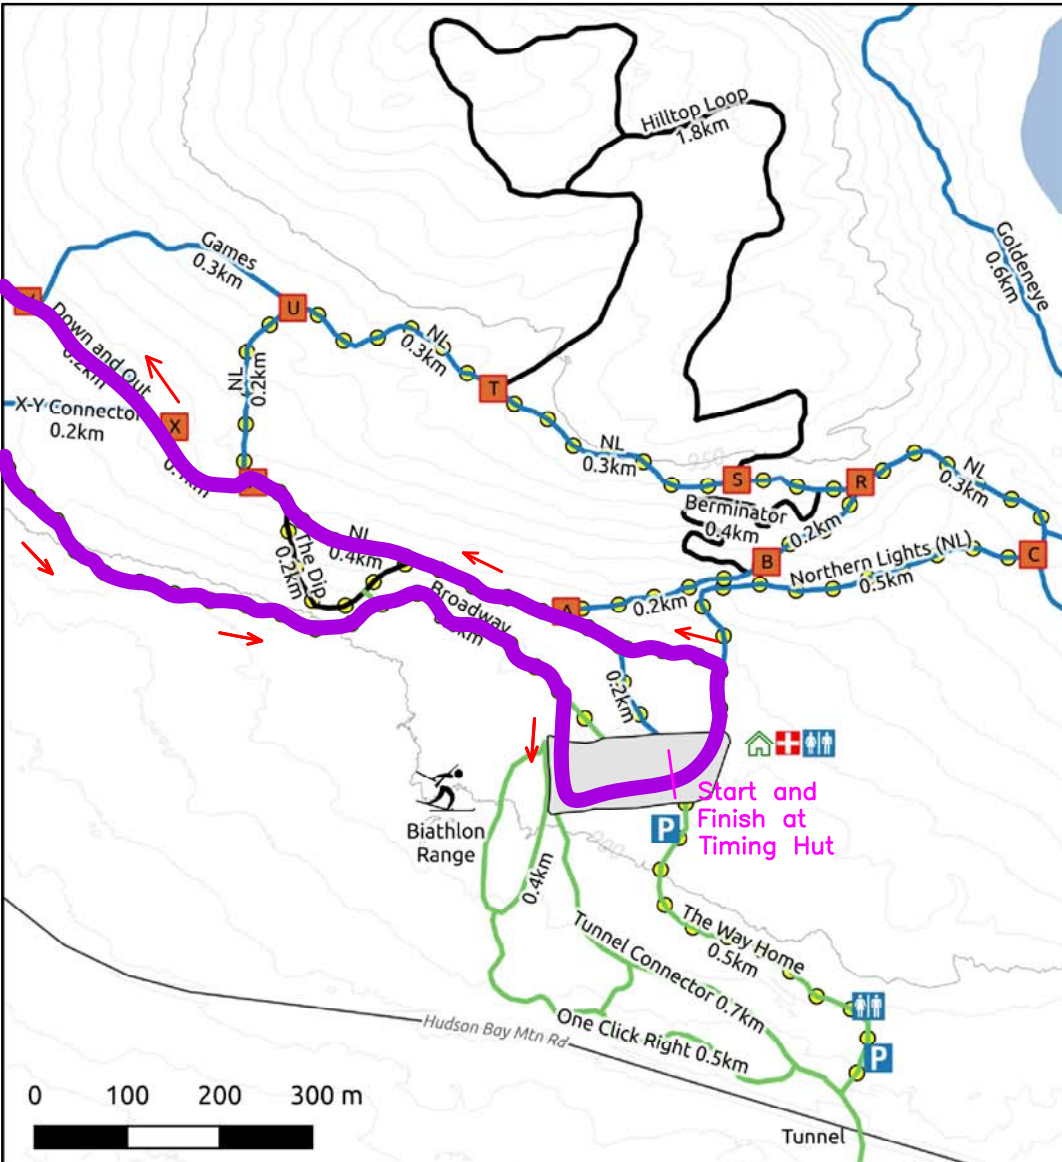 Hilltop Loop
1.8km
Goldeneye
0.6km
Games
0.3km
U
NL
0.3km
Down and Out
0.2km
NL
0.2km
T
X-Y Connector
0.2km
X
NL
0.3km
950
S
R
NL
0.3km
Berminator
0.4km
0.2km
NL
0.4km
The Dip
0.2km
B
C
Northern Lights (NL)
0.5km
A
0.2km
Broadway
0.2km
Start and
Finish at
Timing Hut
P
Biathlon
Range
900
0.4km
The Way Home
0.5km
Tunnel Connector 0.7km
One Click Right 0.5km
Hudson Bay Mtn Rd
P
0 100 200 300 m
Tunnel